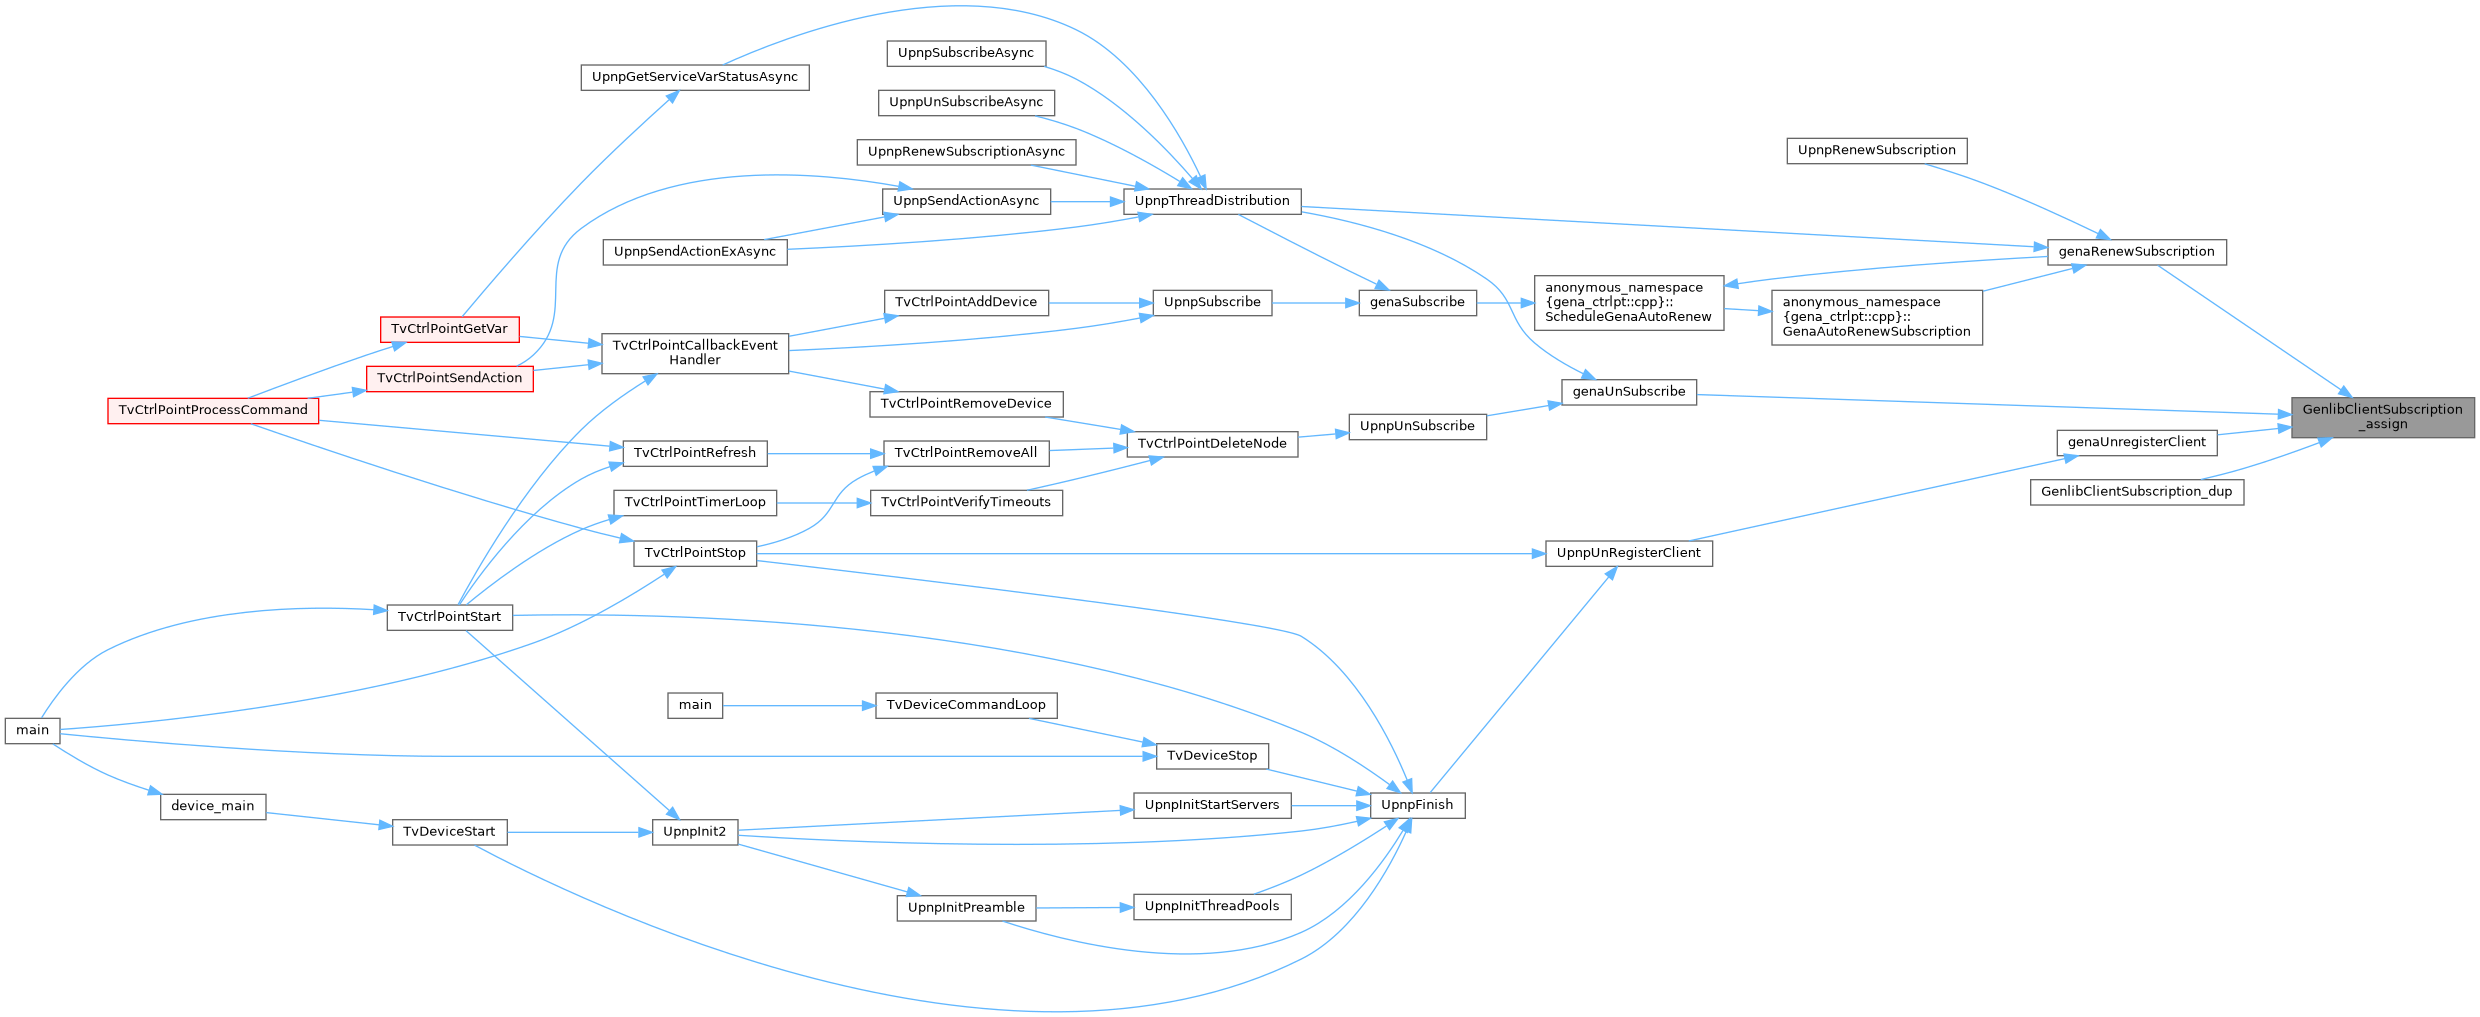 UpnpSubscribeAsync
UpnpGetServiceVarStatusAsync
UpnpUnSubscribeAsync
UpnpRenewSubscriptionAsync
UpnpRenewSubscription
UpnpSendActionAsync
UpnpThreadDistribution
UpnpSendActionExAsync
genaRenewSubscription
anonymous_namespace
{gena_ctrlpt::cpp}::
ScheduleGenaAutoRenew
anonymous_namespace
{gena_ctrlpt::cpp}::
GenaAutoRenewSubscription
TvCtrlPointAddDevice
UpnpSubscribe
genaSubscribe
TvCtrlPointGetVar
TvCtrlPointCallbackEvent
Handler
TvCtrlPointSendAction
genaUnSubscribe
TvCtrlPointProcessCommand
TvCtrlPointRemoveDevice
GenlibClientSubscription
_assign
UpnpUnSubscribe
TvCtrlPointDeleteNode
genaUnregisterClient
TvCtrlPointRefresh
TvCtrlPointRemoveAll
GenlibClientSubscription_dup
TvCtrlPointTimerLoop
TvCtrlPointVerifyTimeouts
TvCtrlPointStop
UpnpUnRegisterClient
TvCtrlPointStart
main
TvDeviceCommandLoop
main
TvDeviceStop
device_main
UpnpInitStartServers
UpnpFinish
TvDeviceStart
UpnpInit2
UpnpInitPreamble
UpnpInitThreadPools